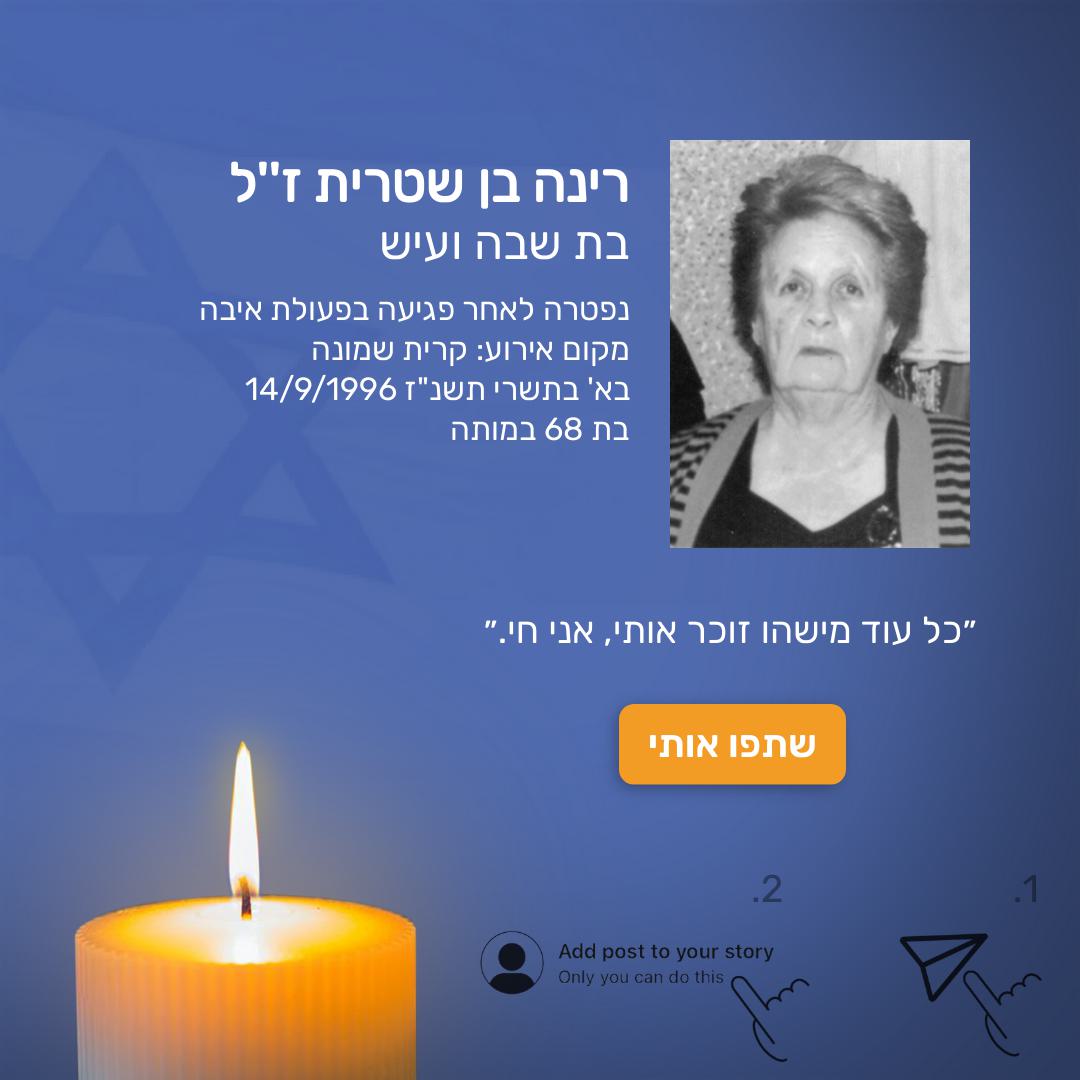 רינה בן שטרית ז"ל
בת שבה ועיש
נפטרה לאחר פגיעה בפעולת איבה
מקום אירוע: קרית שמונה
בא' בתשרי תשנ"ז 14/9/1996
בת 68 במותה
״כל עוד מישהו זוכר אותי, אני חי.״
שתפו אותי
1.
2.
Add post to your story
Only you can do this